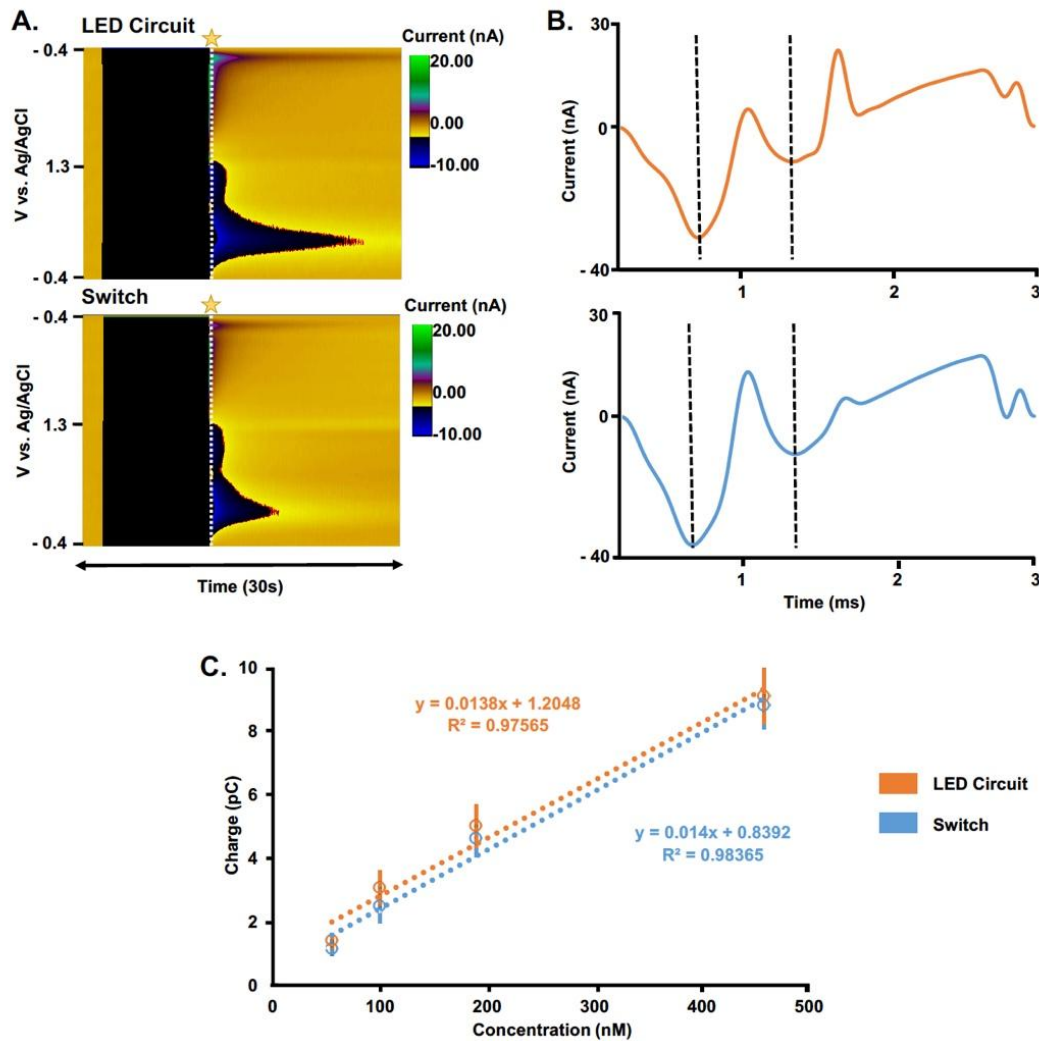 A.
LED Circuit
Current (nA)
- 0.4
20.00
0.00
-10.00
V vs. Ag/AgCl
1.3
- 0.4
Switch
Current (nA)
- 0.4
20.00
0.00
-10.00
V vs. Ag/AgCl
1.3
- 0.4
Time (30s)
B.
30
Current (nA)
0
- 40
1
2
3
30
Current (nA)
0
- 40
1
2
3
Time (ms)
C.
10
8
6
4
2
0
Charge (pC)
y = 0.0138x + 1.2048
R² = 0.97565
y = 0.014x + 0.8392
R² = 0.98365
0
100
200
300
400
500
Concentration (nM)
LED Circuit
Switch